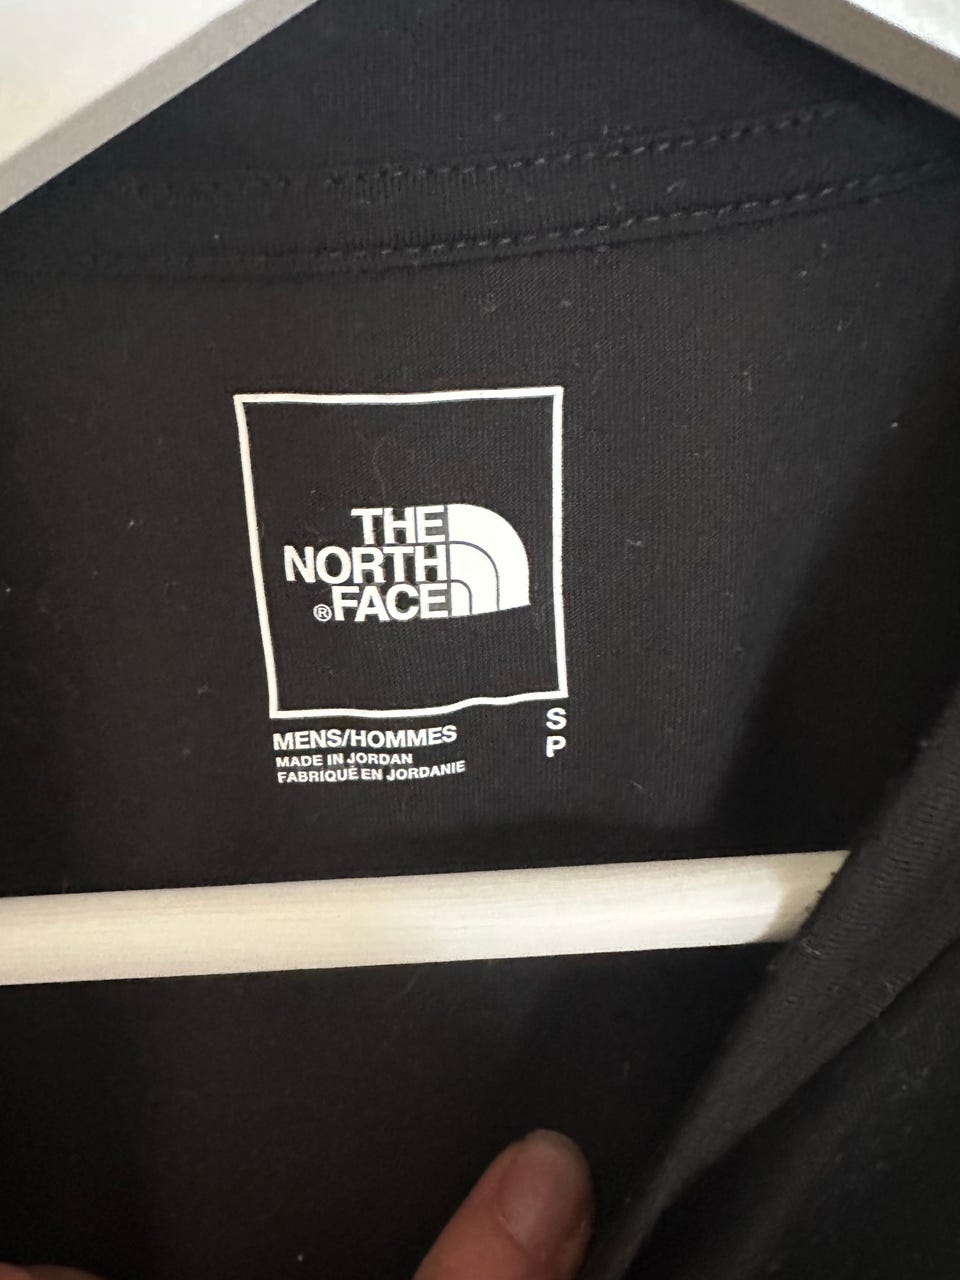 THE
NORTH
®FACE
MENS/HOMMES
MADE IN JORDAN
FABRIQUÉ EN JORDANIE
S
P